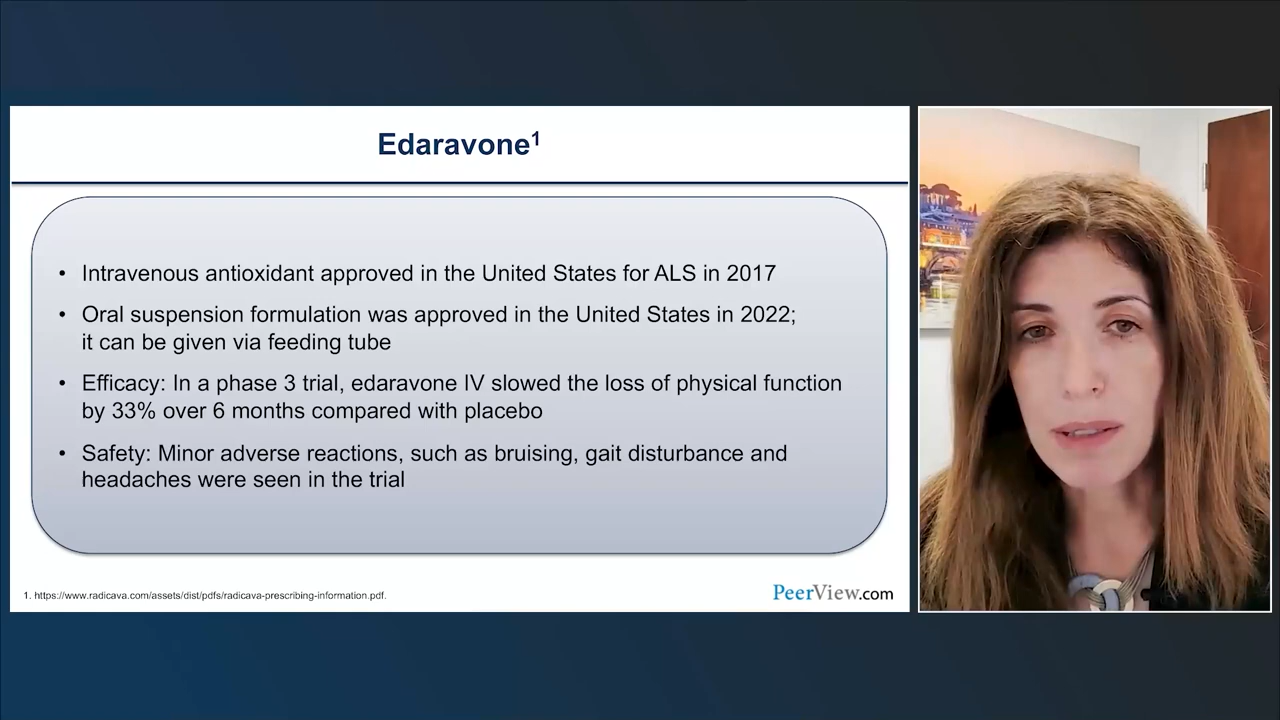 Edaravone1
• Intravenous antioxidant approved in the United States for ALS in 2017
• Oral suspension formulation was approved in the United States in 2022;
it can be given via feeding tube
• Efficacy: In a phase 3 trial, edaravone IV slowed the loss of physical function
by 33% over 6 months compared with placebo
• Safety: Minor adverse reactions, such as bruising, gait disturbance and
headaches were seen in the trial
1. https://www.radicava.com/assets/dist/pdfs/radicava-prescribing-information.pdf.
PeerView.com